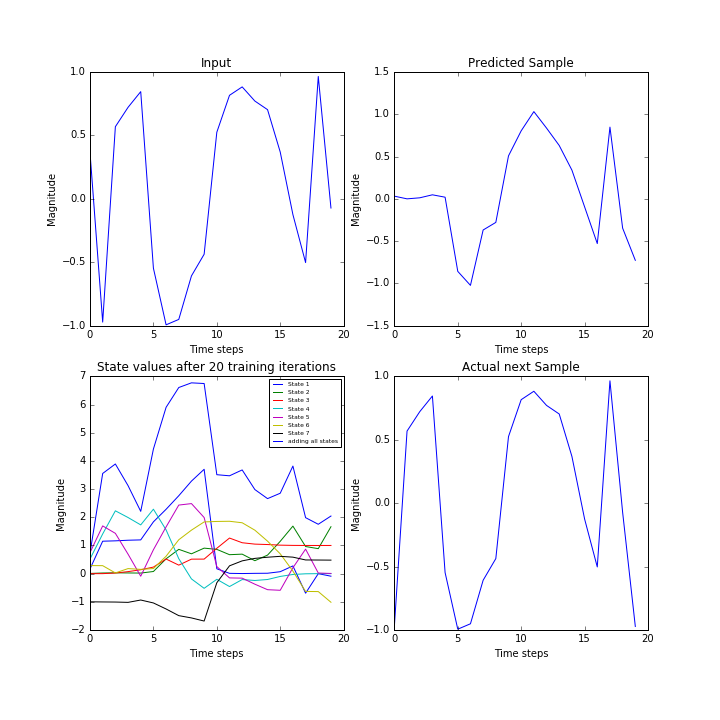 Input
1.0
0.5
0.0
−0.5
−1.0
Magnitude
0 5 10 15 20
Time steps
Predicted Sample
1.5
1.0
0.5
0.0
−0.5
−1.0
−1.5
Magnitude
0 5 10 15 20
Time steps
State values after 20 training iterations
7
6
5
4
3
2
1
0
−1
−2
Magnitude
State 1
State 2
State 3
State 4
State 5
State 6
State 7
adding all states
0 5 10 15 20
Time steps
Actual next Sample
1.0
0.5
0.0
−0.5
−1.0
Magnitude
0 5 10 15 20
Time steps